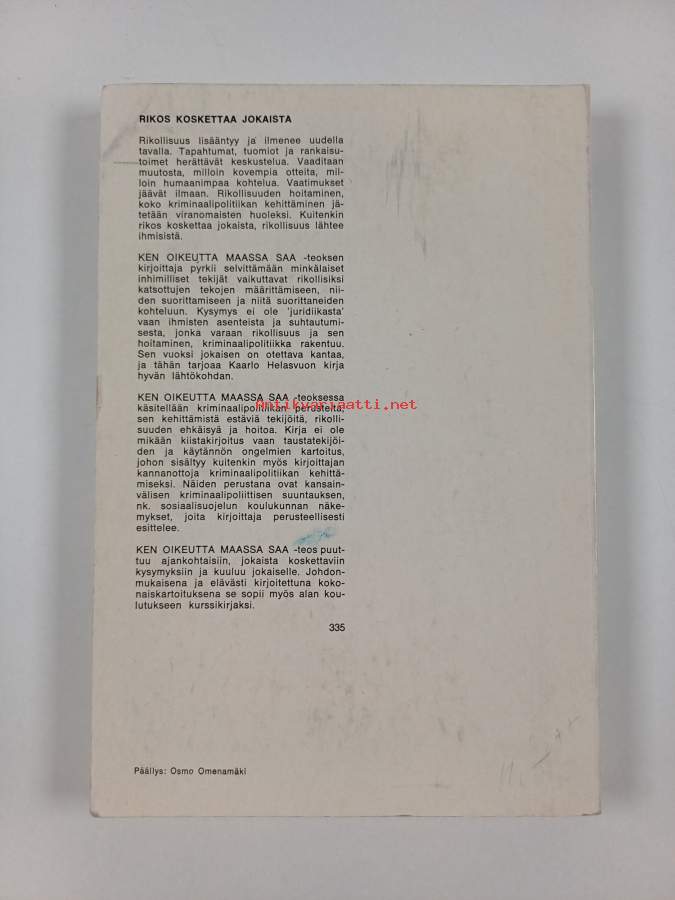 RIKOS KOSKETTAA JOKAISTA
Rikollisuus lisääntyy ja ilmenee uudella
tavalla. Tapahtumat, tuomiot ja rankaisu-
toimet herättävät keskustelua. Vaaditaan
muutosta, milloin kovempia otteita, mil-
loin humaanimpaa kohtelua. Vaatimukset
jäävät ilmaan. Rikollisuuden hoitaminen,
koko kriminaalipolitiikan kehittäminen jä-
tetään viranomaisten huoleksi. Kuitenkin
rikos koskettaa jokaista, rikollisuus lähtee
ihmisistä.
KEN OIKEUTTA MAASSA SAA -teoksen
kirjoittaja pyrkii selvittämään minkälaiset
inhimilliset tekijät vaikuttavat rikollisiksi
katsottujen tekojen määrittämiseen, nii-
den suorittamiseen ja niitä suorittaneiden
kohteluun. Kysymys ei ole 'juridiikasta'
vaan ihmisten asenteista ja suhtautumi-
sesta, jonka varaan rikollisuus ja sen
hoitaminen, kriminaalipolitiikka rakentuu.
Sen vuoksi jokaisen on otettava kantaa,
ja tähän tarjoaa Kaarlo Helasvuon kirja
hyvän lähtökohdan.
KEN OIKEUTTA MAASSA SAA -teoksessa
käsitellään kriminaalipolitiikan perusteita,
Antikvariaatti.net
sen kehittämistä estäviä tekijöitä, rikolli-
suuden ehkäisyä ja hoitoa. Kirja ei ole
mikään kiistakirjoitus vaan taustatekijöi-
den ja käytännön ongelmien kartoitus,
johon sisältyy kuitenkin myös kirjoittajan
kannanottoja kriminaalipolitiikan kehittä-
miseksi. Näiden perustana ovat kansain-
välisen kriminaalipoliittisen suuntauksen,
nk. sosiaalisuojelun koulukunnan näke-
mykset, joita kirjoittaja perusteellisesti
esittelee.
KEN OIKEUTTA MAASSA SAA -teos puut-
tuu ajankohtaisiin, jokaista koskettaviin
kysymyksiin ja kuuluu jokaiselle. Johdon-
mukaisena ja elävästi kirjoitettuna koko-
naiskartoituksena se sopii myös alan kou-
lutukseen kurssikirjaksi.
335
Päällys: Osmo Omenamäki